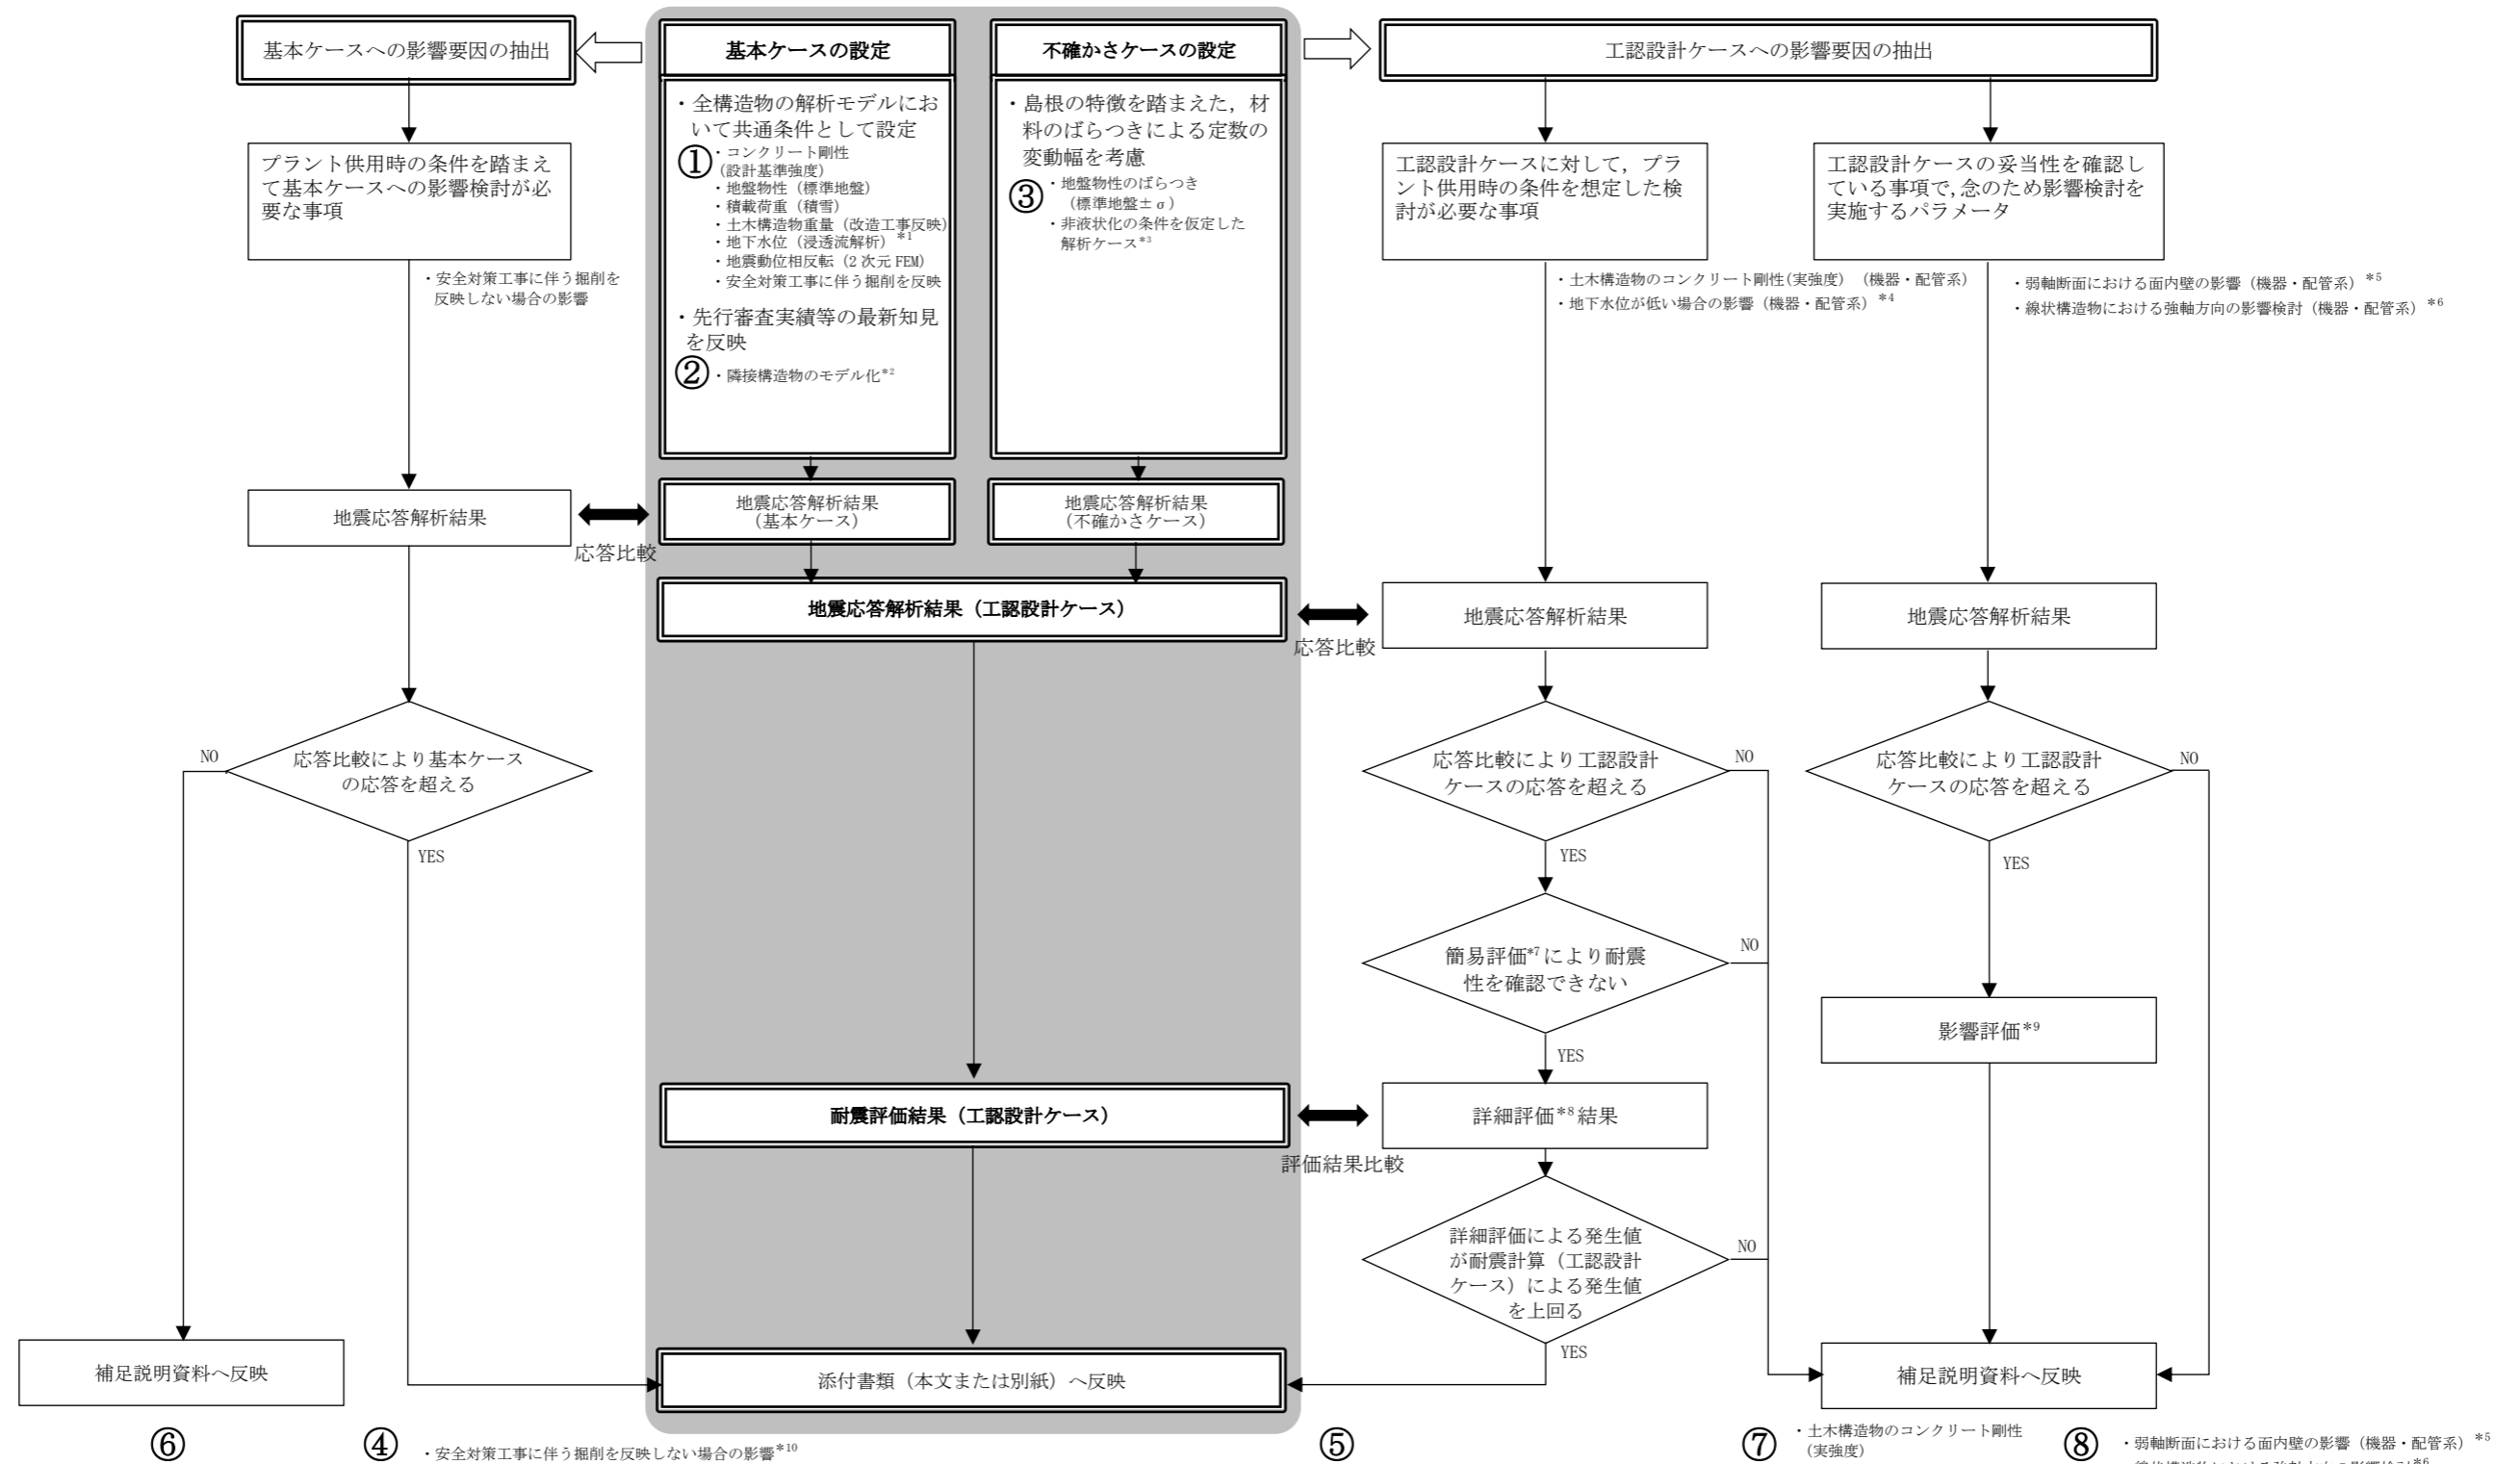 基本ケースへの影響要因の抽出
プラント供用時の条件を踏まえ
て基本ケースへの影響検討が必
要な事項
・安全対策工事に伴う掘削を
反映しない場合の影響
地震応答解析結果
応答比較
応答比較により基本ケース
の応答を超える
NO
YES
補足説明資料へ反映
⑥
④
・安全対策工事に伴う掘削を反映しない場合の影響*10
基本ケースの設定
・全構造物の解析モデルにお
いて共通条件として設定
①
・コンクリート剛性
(設計基準強度)
・地盤物性（標準地盤）
・積載荷重（積雪）
・土木構造物重量（改造工事反映）
・地下水位（浸透流解析）*1
・地震動位相反転（2次元FEM）
・安全対策工事に伴う掘削を反映
・先行審査実績等の最新知見
を反映
②
・隣接構造物のモデル化*2
不確かさケースの設定
・島根の特徴を踏まえた，材
料のばらつきによる定数の
変動幅を考慮
③
・地盤物性のばらつき
（標準地盤±σ）
・非液状化の条件を仮定した
解析ケース*3
地震応答解析結果
（基本ケース）
地震応答解析結果
（不確かさケース）
地震応答解析結果（工認設計ケース）
応答比較
耐震評価結果（工認設計ケース）
評価結果比較
添付書類（本文または別紙）へ反映
工認設計ケースへの影響要因の抽出
工認設計ケースに対して，プラ
ント供用時の条件を想定した検
討が必要な事項
・土木構造物のコンクリート剛性(実強度)（機器・配管系）
・地下水位が低い場合の影響（機器・配管系）*4
地震応答解析結果
応答比較により工認設計
ケースの応答を超える
NO
YES
簡易評価*7により耐震
性を確認できない
NO
YES
詳細評価*8結果
詳細評価による発生値
が耐震計算（工認設計
ケース）による発生値
を上回る
NO
YES
⑤
工認設計ケースの妥当性を確認し
ている事項で,念のため影響検討を
実施するパラメータ
・弱軸断面における面内壁の影響（機器・配管系）*5
・線状構造物における強軸方向の影響検討（機器・配管系）*6
地震応答解析結果
応答比較により工認設計
ケースの応答を超える
NO
YES
影響評価*9
補足説明資料へ反映
⑦
・土木構造物のコンクリート剛性
（実強度）
⑧
・弱軸断面における面内壁の影響（機器・配管系）*5